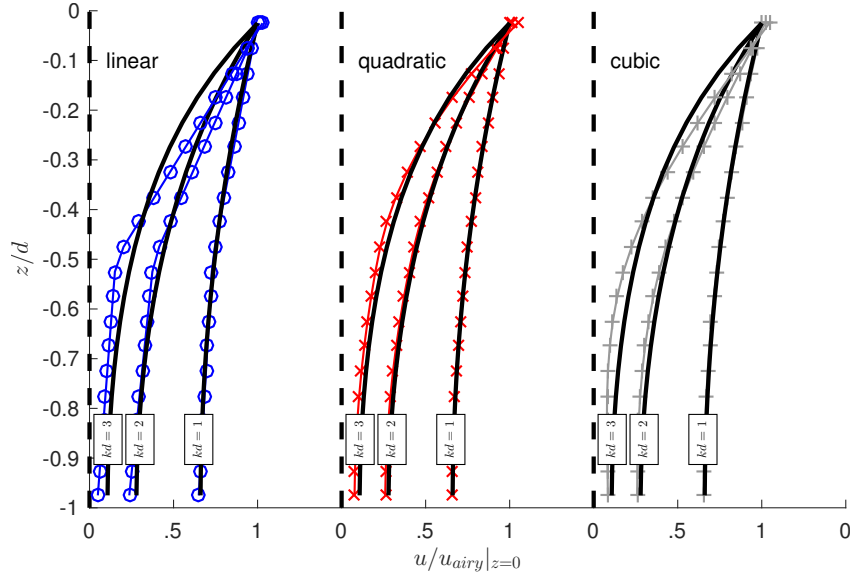 0
-0.1
-0.2
-0.3
-0.4
-0.5
-0.6
-0.7
-0.8
-0.9
-1
z/d
linear
quadratic
cubic
kd = 3
kd = 2
kd = 1
kd = 3
kd = 2
kd = 1
kd = 3
kd = 2
kd = 1
0 .5 1 0 .5 1 0 .5 1 0
u/u_{airy}|_{z=0}